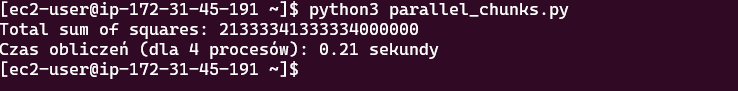 [ec2-user@ip-172-31-45-191 ~]$ python3 parallel_chunks.py
Total sum of squares: 21333341333334000000
Czas obliczeń (dla 4 procesów): 0.21 sekundy
[ec2-user@ip-172-31-45-191 ~]$